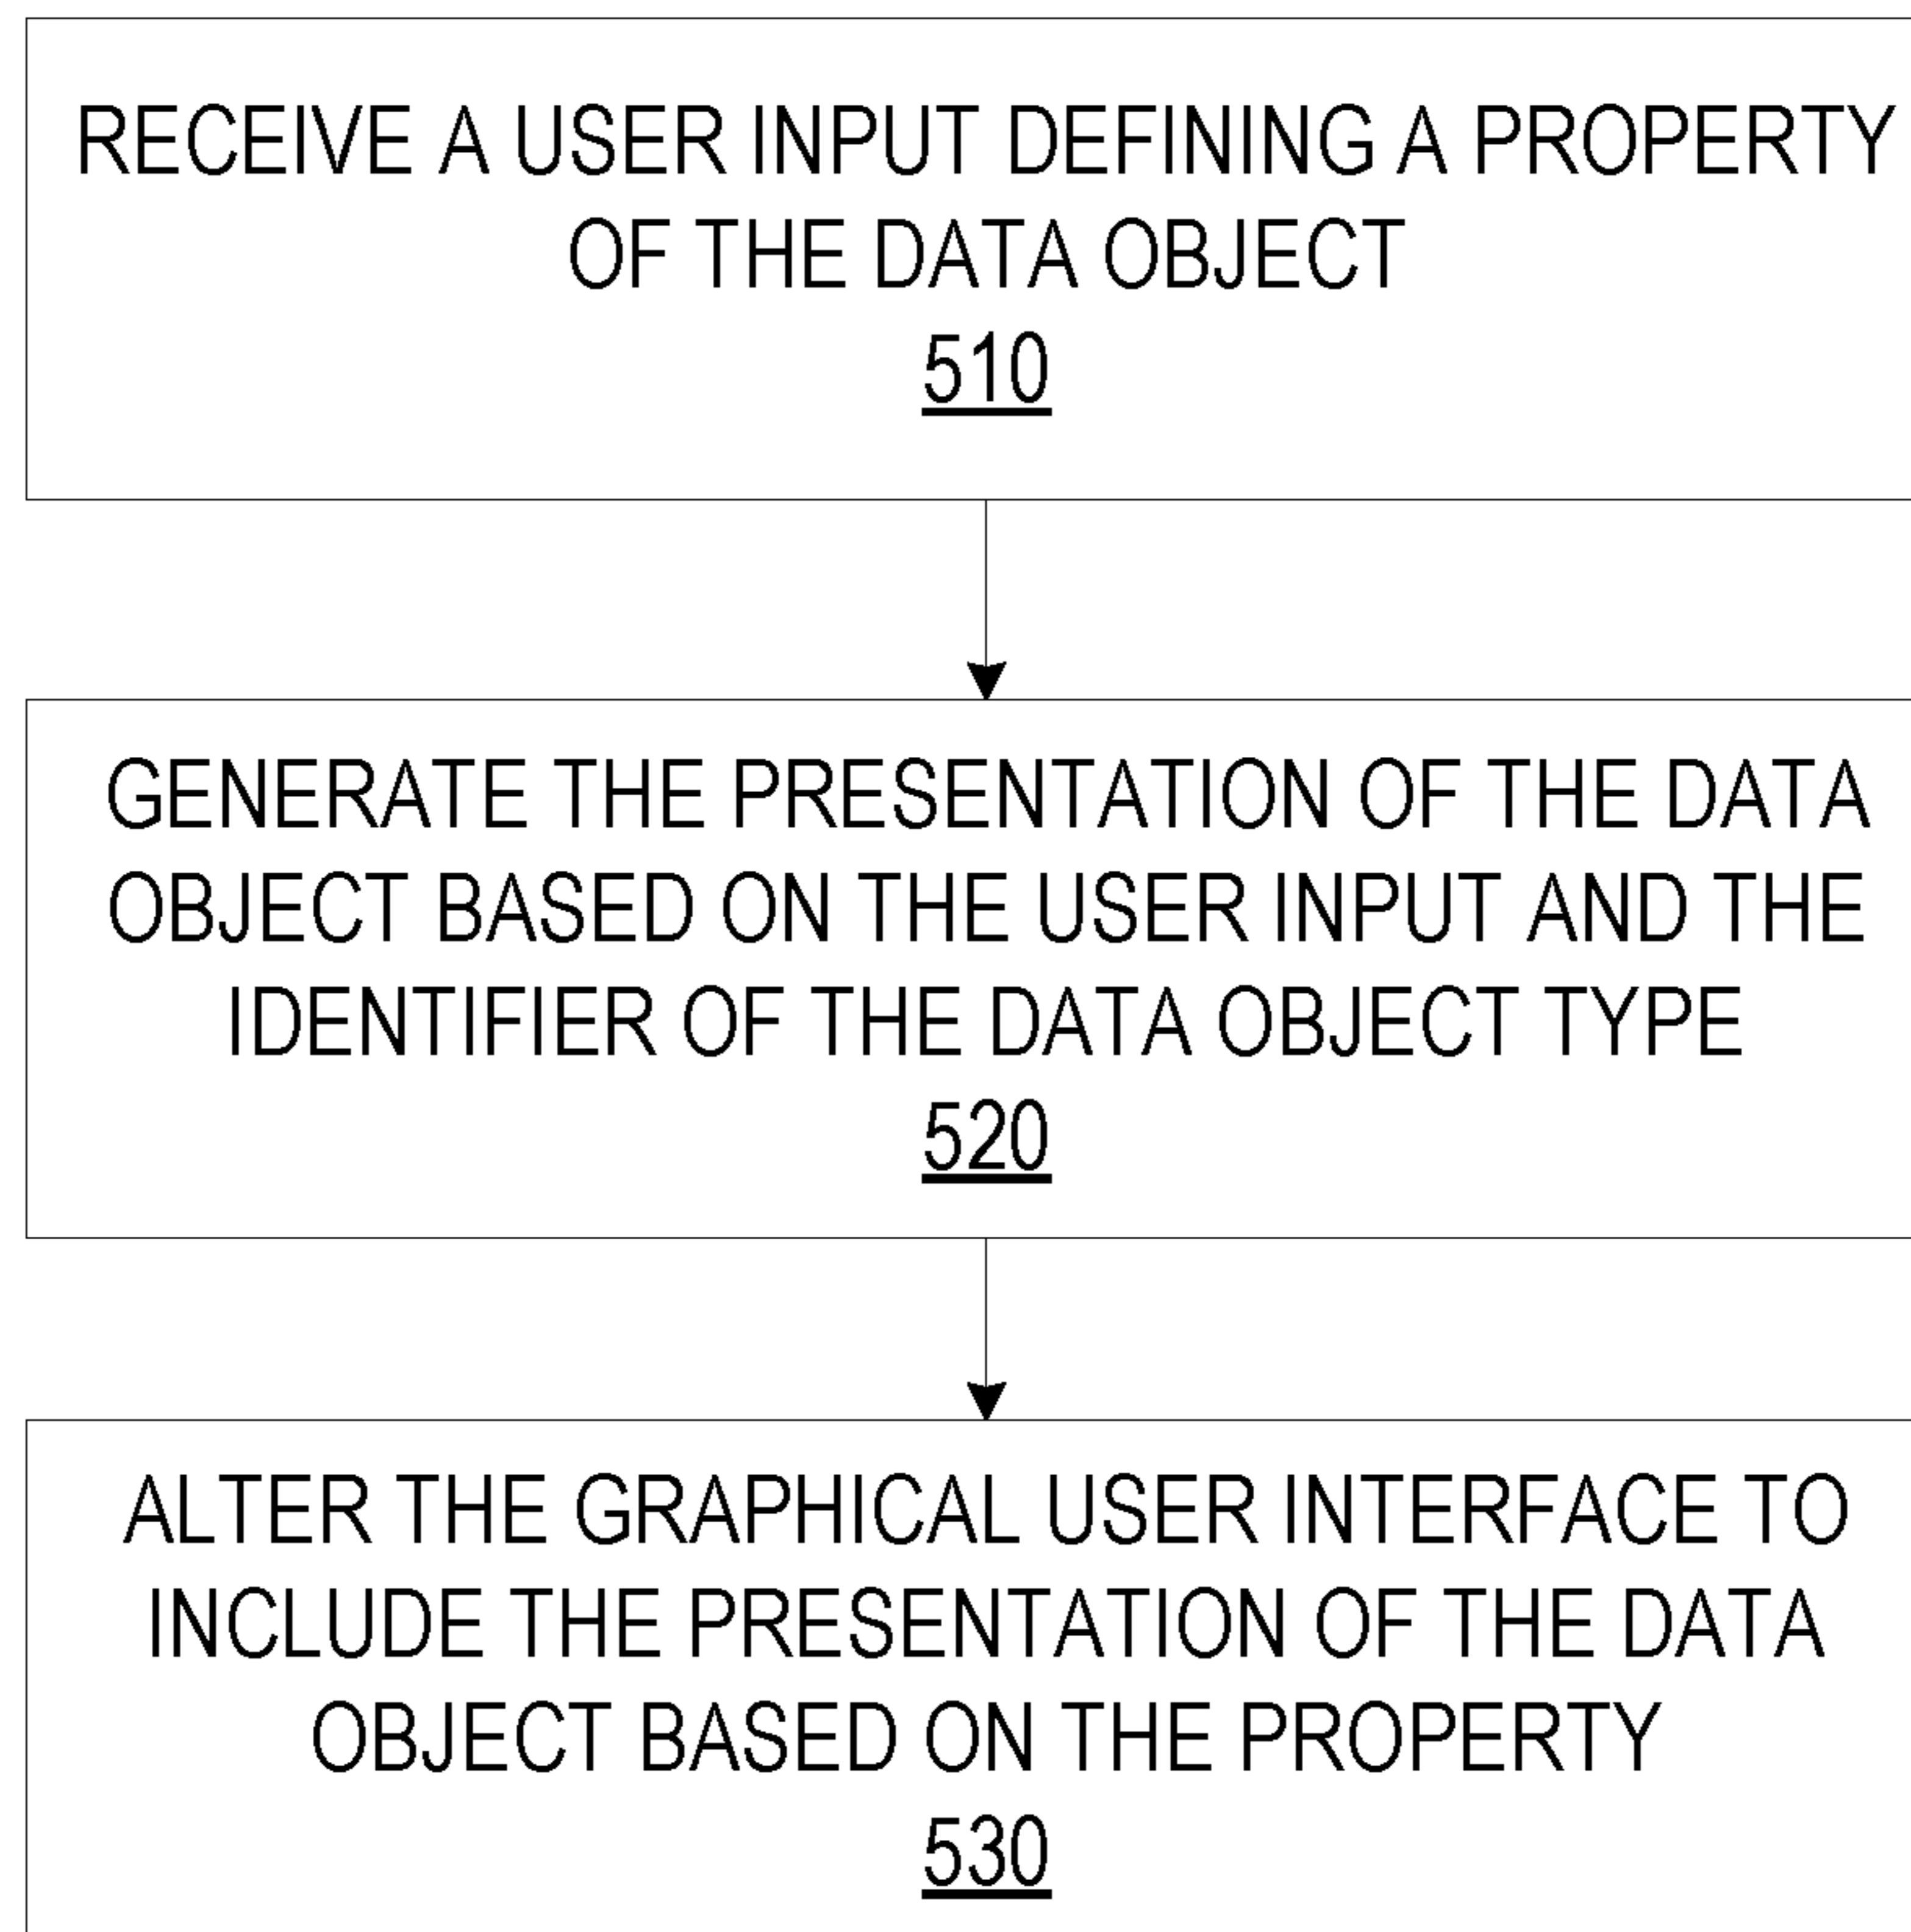 RECEIVE A USER INPUT DEFINING A PROPERTY
OF THE DATA OBJECT
510
GENERATE THE PRESENTATION OF THE DATA
OBJECT BASED ON THE USER INPUT AND THE
IDENTIFIER OF THE DATA OBJECT TYPE
520
ALTER THE GRAPHICAL USER INTERFACE TO
INCLUDE THE PRESENTATION OF THE DATA
OBJECT BASED ON THE PROPERTY
530